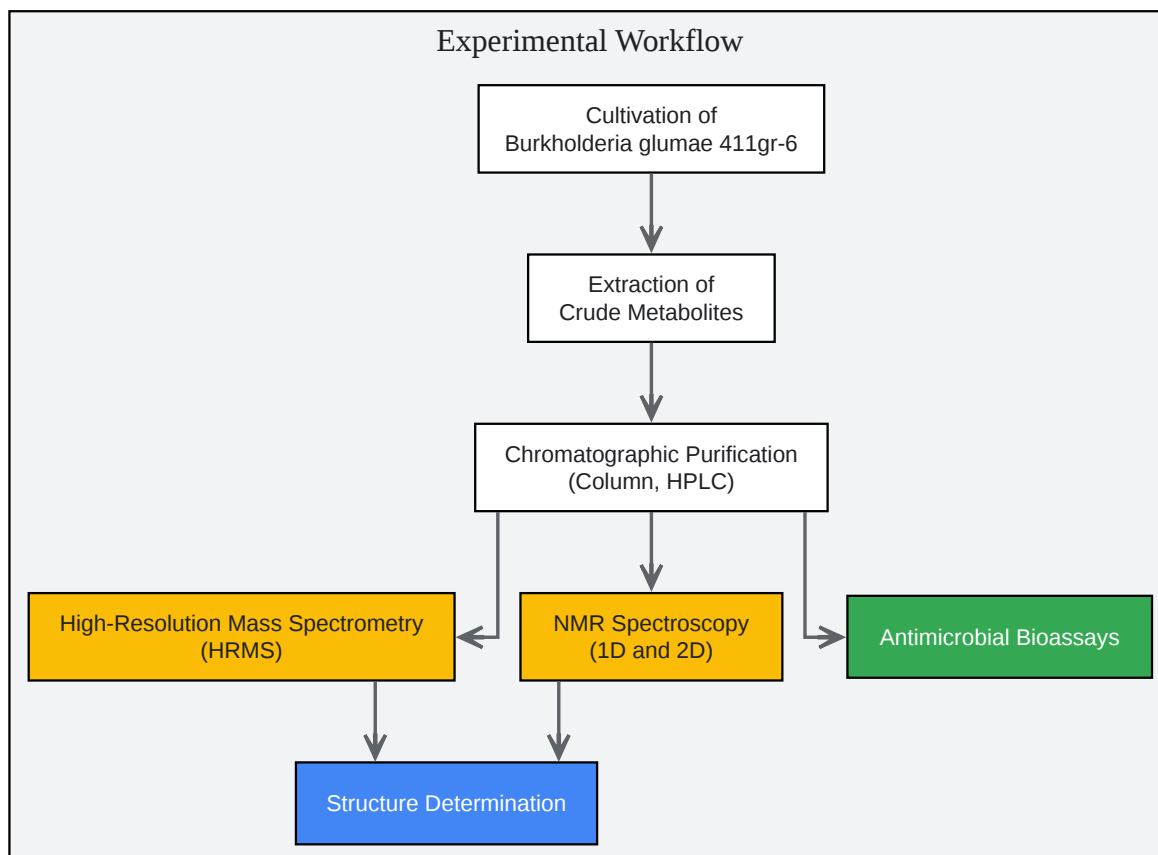 Experimental Workflow
Cultivation of
Burkholderia glumae 411gr-6
Extraction of
Crude Metabolites
Chromatographic Purification
(Column, HPLC)
High-Resolution Mass Spectrometry
(HRMS)
NMR Spectroscopy
(1D and 2D)
Antimicrobial Bioassays
Structure Determination